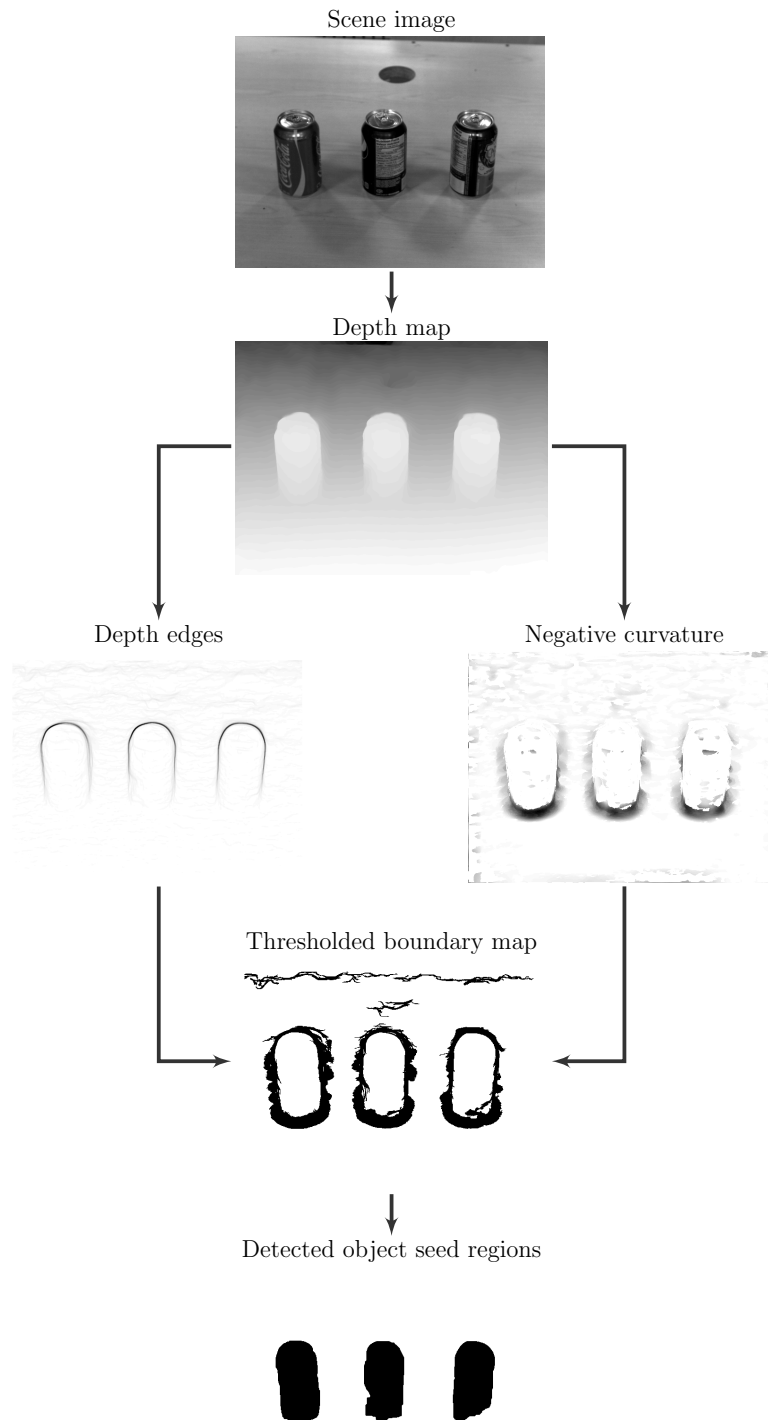 Scene image
Depth map
Depth edges
Negative curvature
Thresholded boundary map
Detected object seed regions